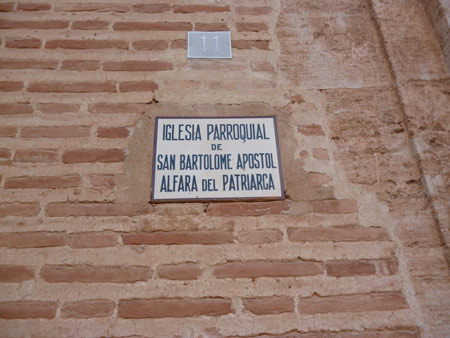 11
IGLESIA PARROQUIAL
DE
SAN BARTOLOME APOSTOL
ALFARA DEL PATRIARCA